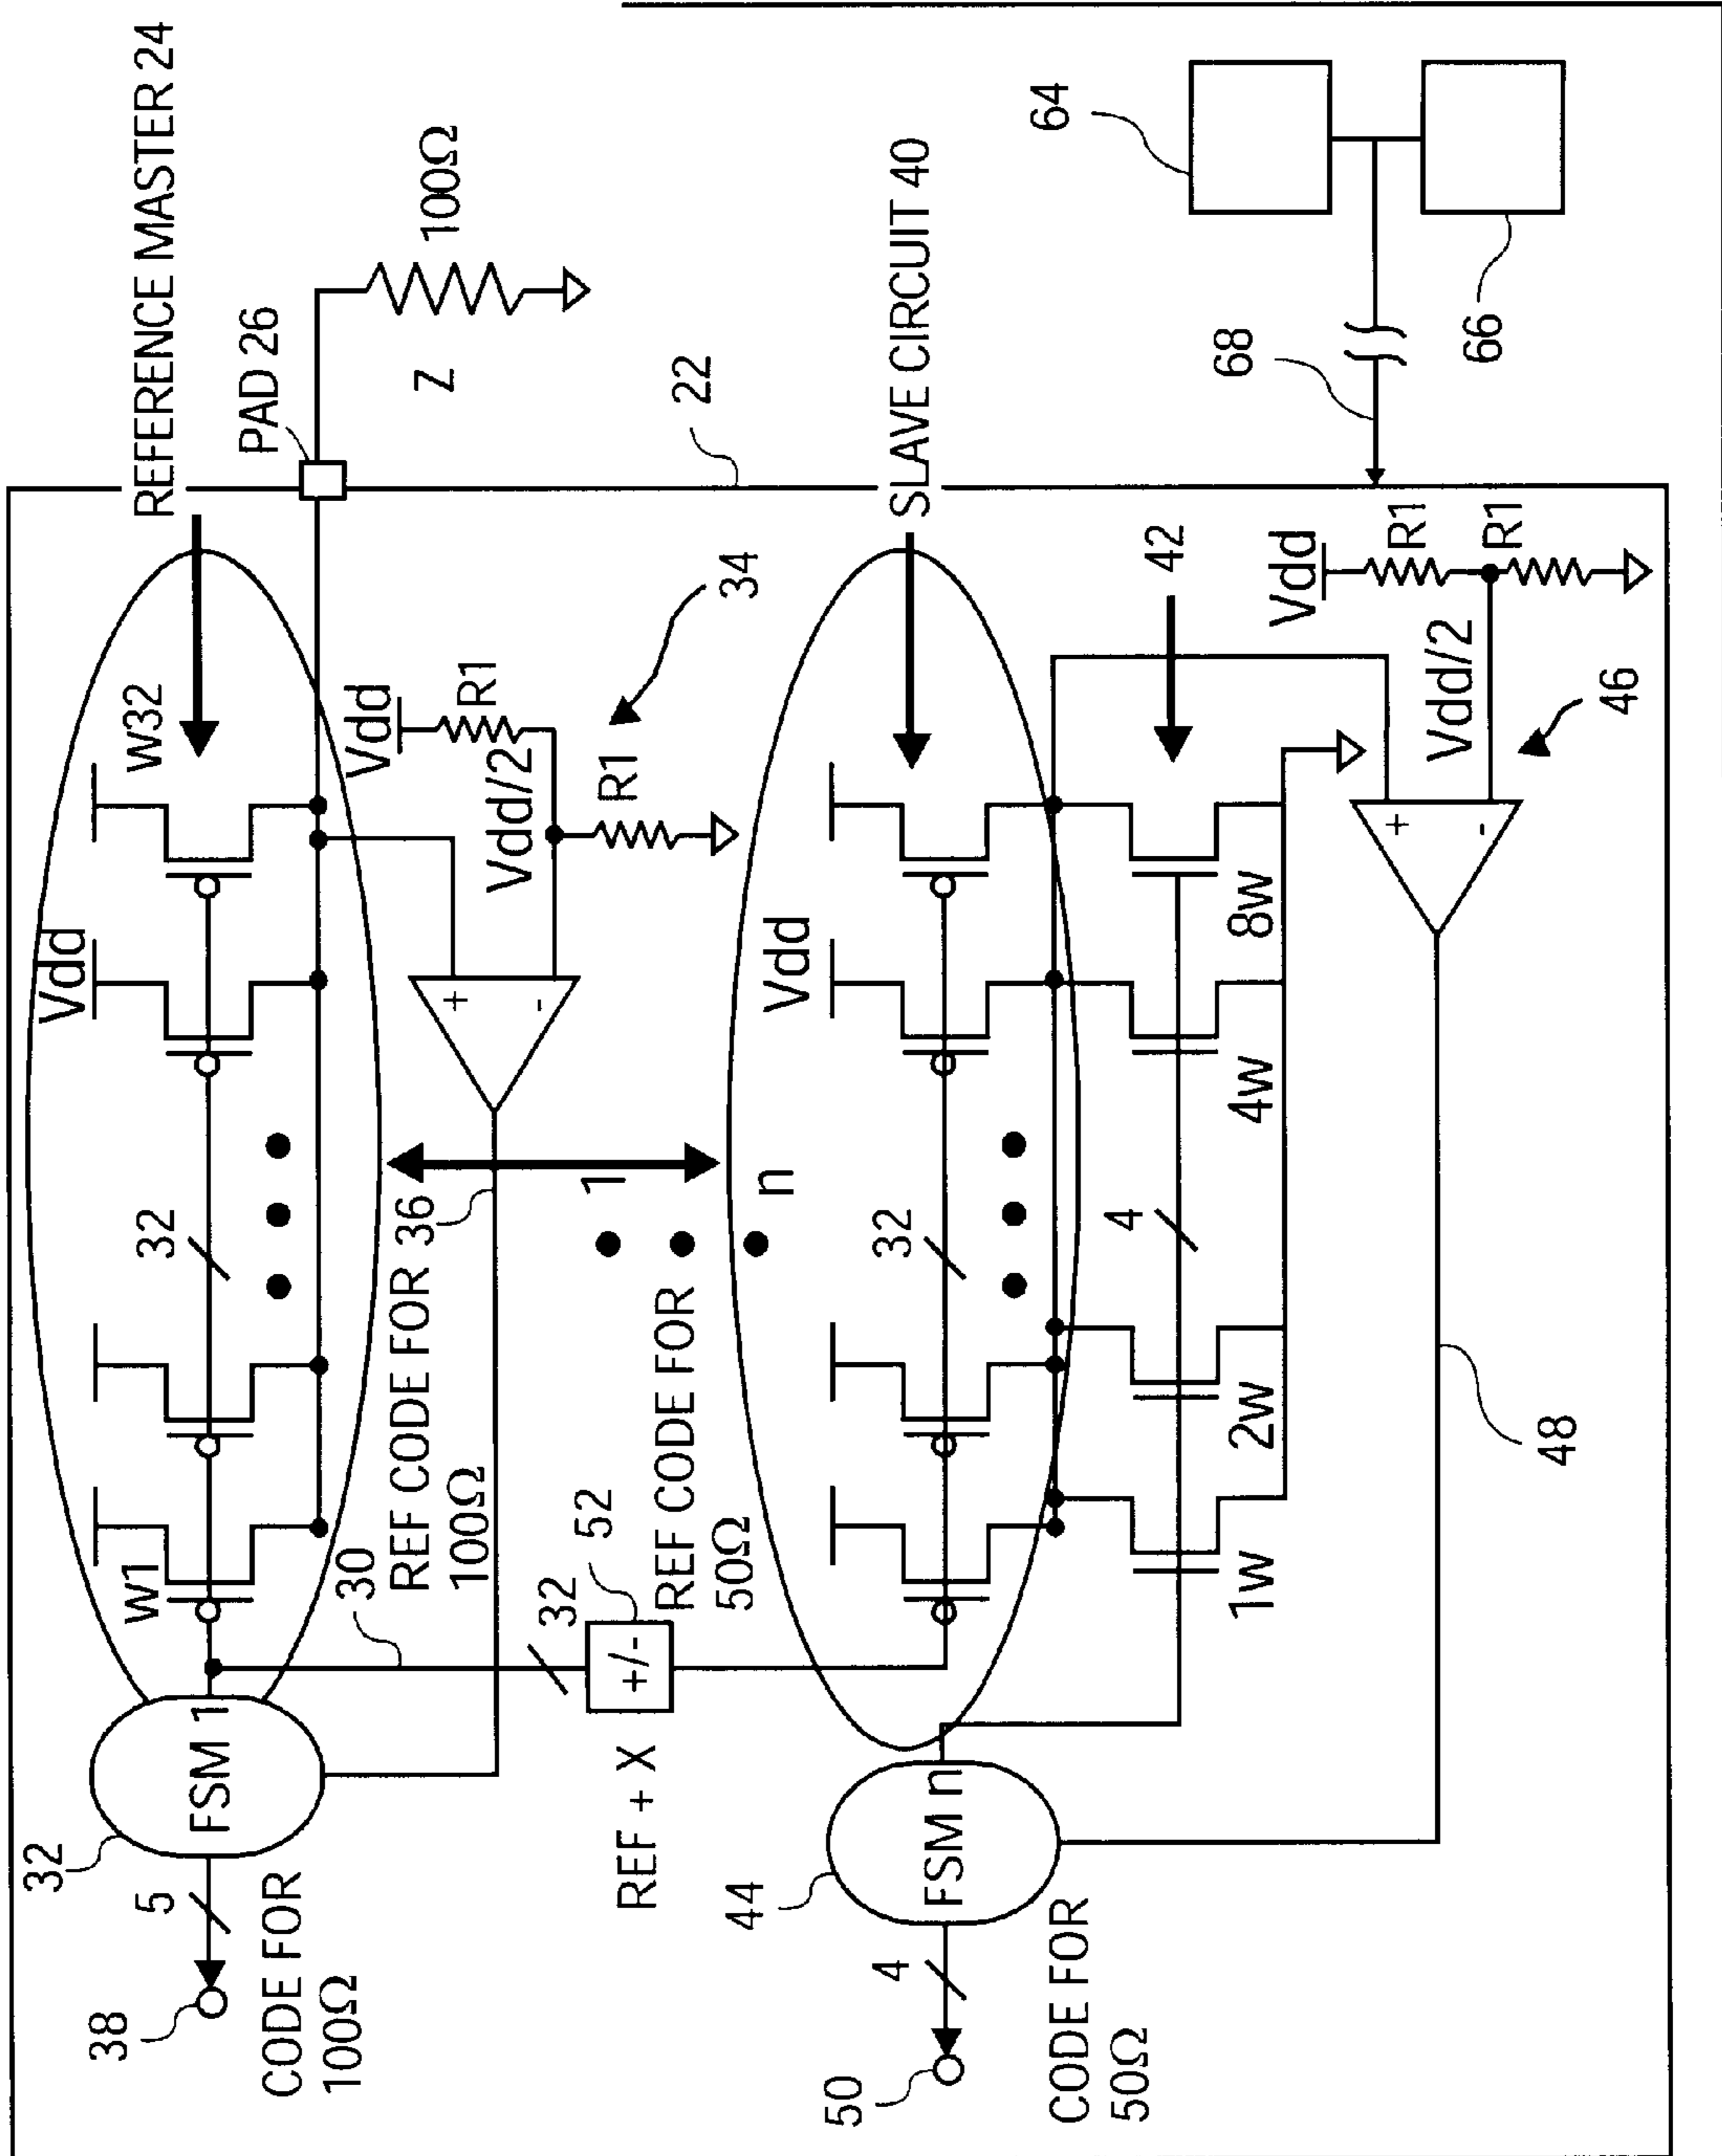 REFERENCE MASTER 24
PAD 26
Z
100Ω
22
Vdd
W32
W1
32
FSM 1
32
5
38
CODE FOR
100Ω
30
REF CODE FOR
100Ω
36
Vdd
R1
Vdd/2
R1
34
+
-
1
n
32
+/-
52
REF + X
REF CODE FOR
50Ω
SLAVE CIRCUIT 40
Vdd
32
42
4
1W
2W
4W
8W
FSM n
44
4
50
CODE FOR
50Ω
Vdd
R1
R1
Vdd/2
46
+
-
48
64
66
68